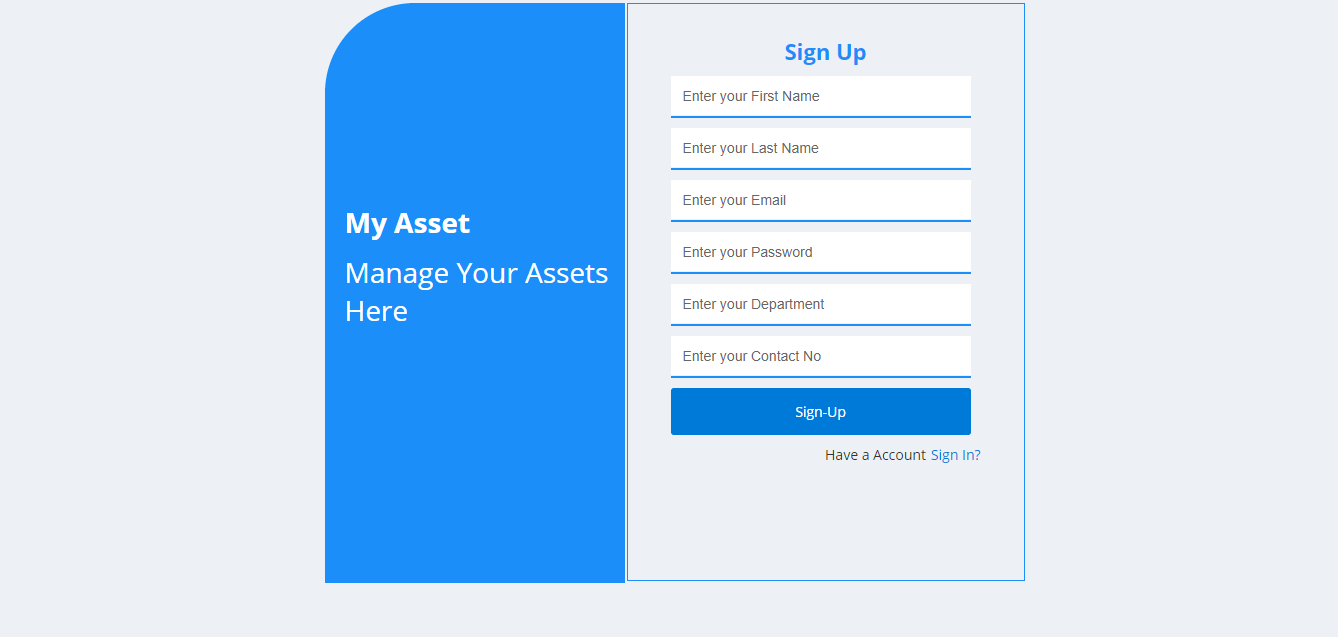 My Asset
Manage Your Assets
Here
Sign Up
Enter your First Name
Enter your Last Name
Enter your Email
Enter your Password
Enter your Department
Enter your Contact No
Sign-Up
Have a Account Sign In?